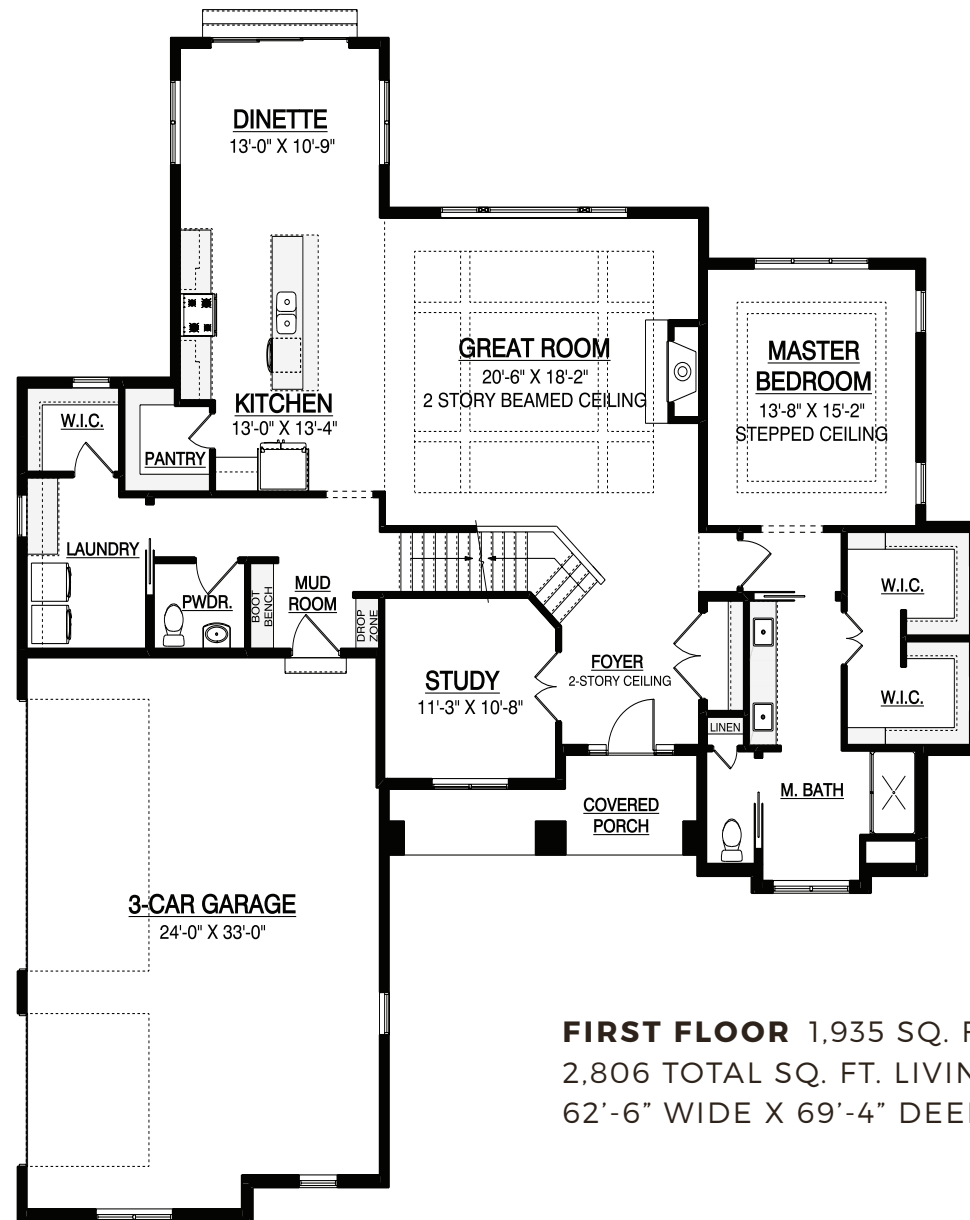 DINETTE
13'-0" X 10'-9"
GREAT ROOM
20'-6" X 18'-2"
2 STORY BEAMED CEILING
MASTER
BEDROOM
13'-8" X 15'-2"
STEPPED CEILING
KITCHEN
13'-0" X 13'-4"
W.I.C.
PANTRY
LAUNDRY
PWDR.
BOOT
BENCH
MUD
ROOM
DROP
ZONE
STUDY
11'-3" X 10'-8"
FOYER
2-STORY CEILING
W.I.C.
W.I.C.
LINEN
M. BATH
COVERED
PORCH
3-CAR GARAGE
24'-0" X 33'-0"
FIRST FLOOR 1,935 SQ.
2,806 TOTAL SQ. FT.
62’-6” WIDE X 69’-4”